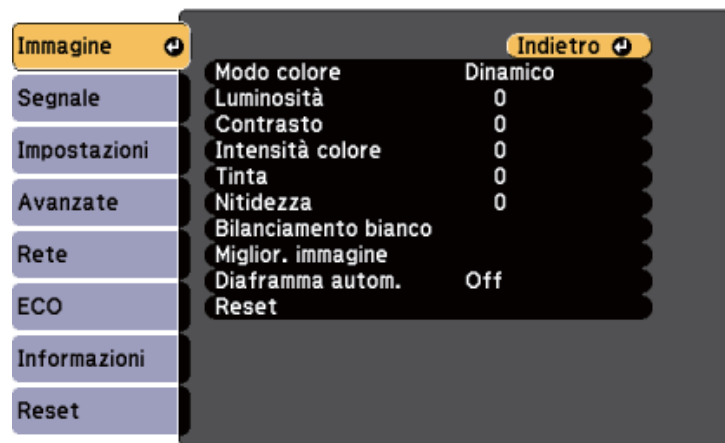 Immagine
Segnale
Impostazioni
Avanzate
Rete
ECO
Informazioni
Reset
Indietro
Modo colore Dinamico
Luminosità 0
Contrasto 0
Intensità colore 0
Tinta 0
Nitidezza 0
Bilanciamento bianco
Miglior. immagine
Diaframma autom. Off
Reset